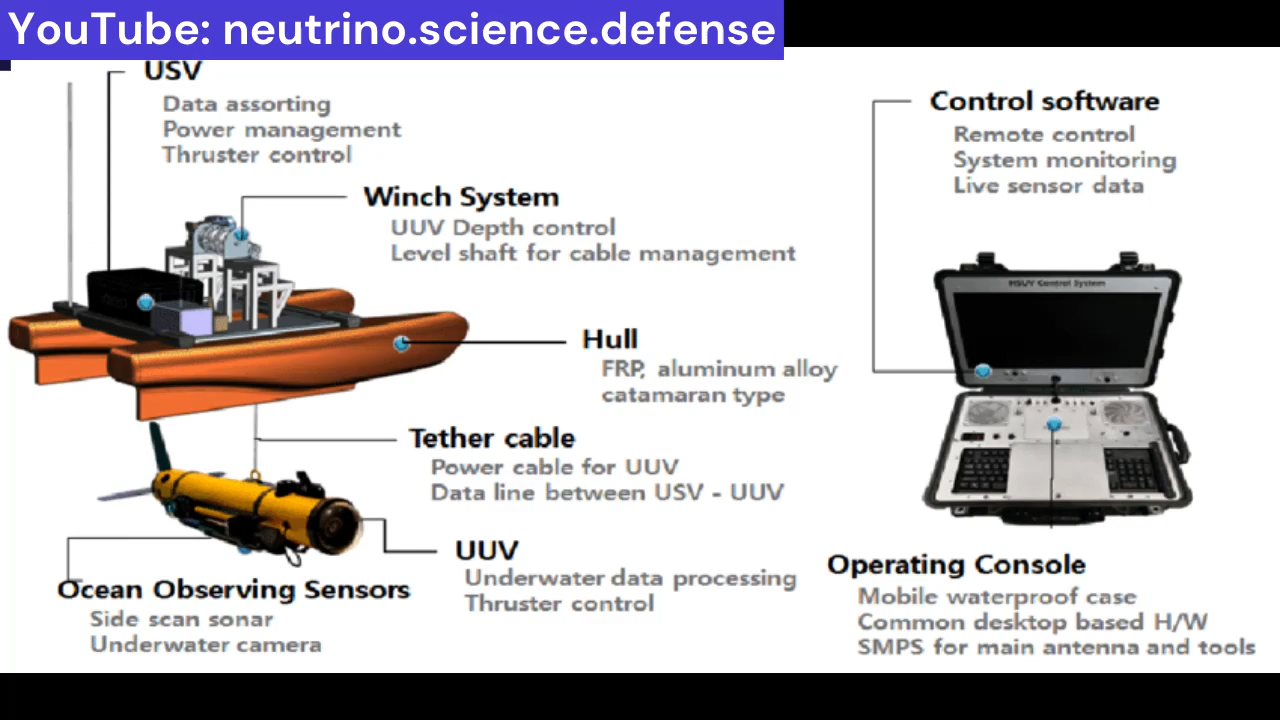 YouTube: neutrino.science.defense
USV
Data assorting
Power management
Thruster control
Winch System
UUV Depth control
Level shaft for cable management
Hull
FRP, aluminum alloy
catamaran type
Tether cable
Power cable for UUV
Data line between USV - UUV
UUV
Underwater data processing
Thruster control
Ocean Observing Sensors
Side scan sonar
Underwater camera
Control software
Remote control
System monitoring
Live sensor data
Control System
Operating Console
Mobile waterproof case
Common desktop based H/W
SMPS for main antenna and tools